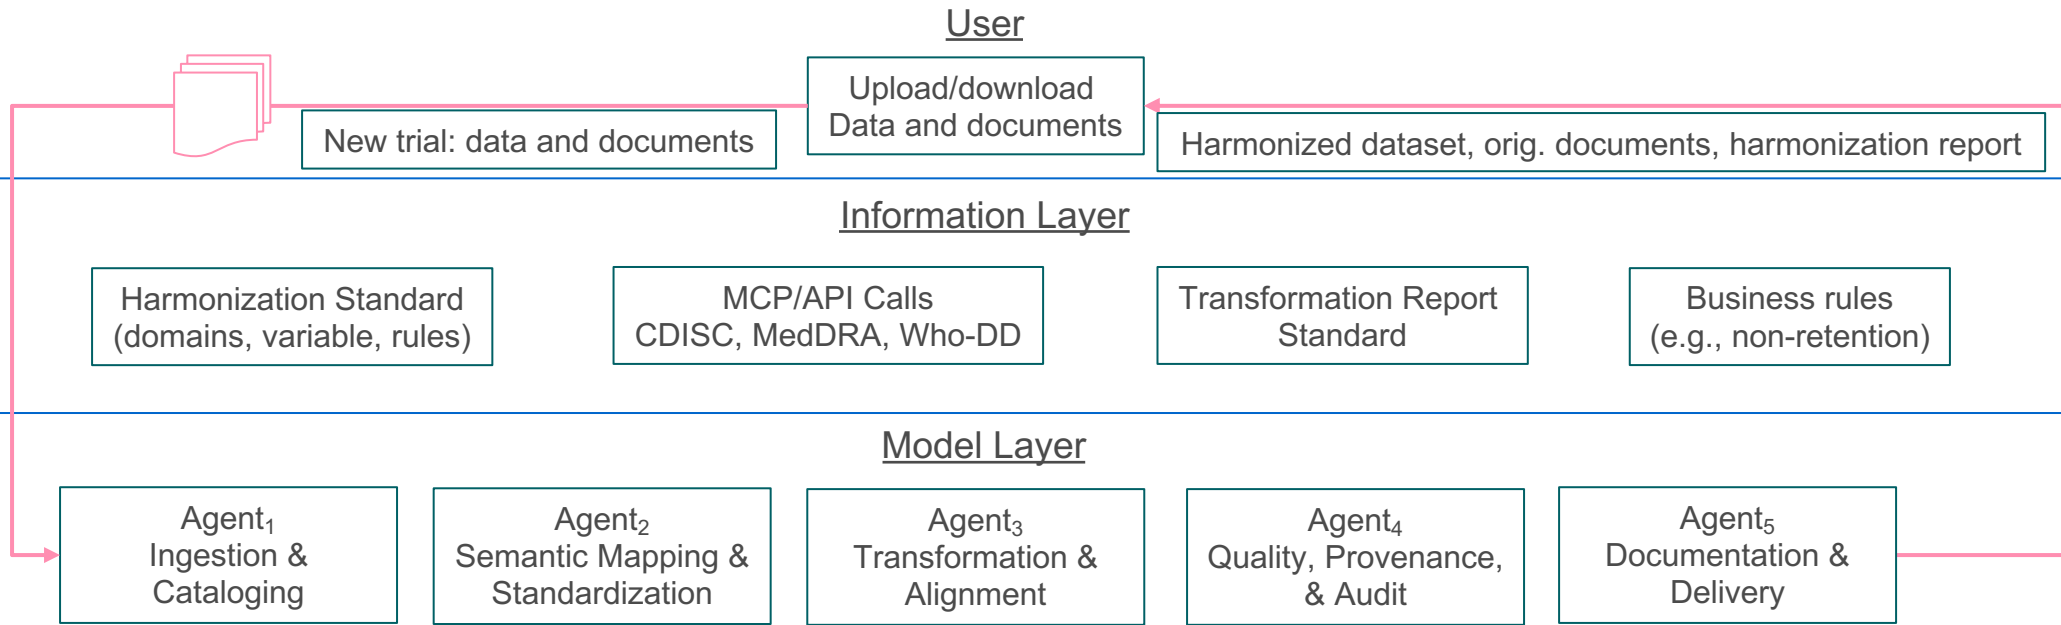 User
Upload/download
Data and documents
New trial: data and documents
Harmonized dataset, orig. documents, harmonization report
Information Layer
Harmonization Standard
(domains, variable, rules)
MCP/API Calls
CDISC, MedDRA, Who-DD
Transformation Report
Standard
Business rules
(e.g., non-retention)
Model Layer
Agent₁
Ingestion &
Cataloging
Agent₂
Semantic Mapping &
Standardization
Agent₃
Transformation &
Alignment
Agent₄
Quality, Provenance,
& Audit
Agent₅
Documentation &
Delivery